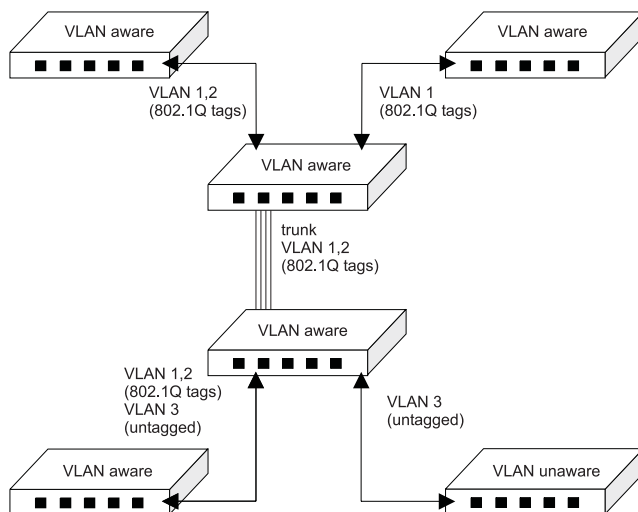 VLAN aware
VLAN aware
VLAN 1,2
(802.1Q tags)
VLAN 1
(802.1Q tags)
VLAN aware
trunk
VLAN 1,2
(802.1Q tags)
VLAN aware
VLAN 1,2
(802.1Q tags)
VLAN 3
(untagged)
VLAN 3
(untagged)
VLAN aware
VLAN unaware